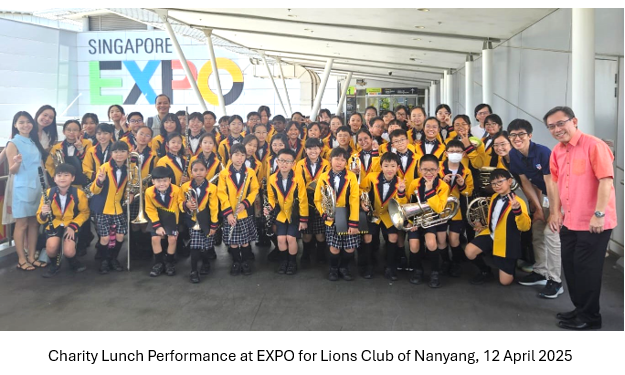 SINGAPORE
EXPO
Charity Lunch Performance at EXPO for Lions Club of Nanyang, 12 April 2025